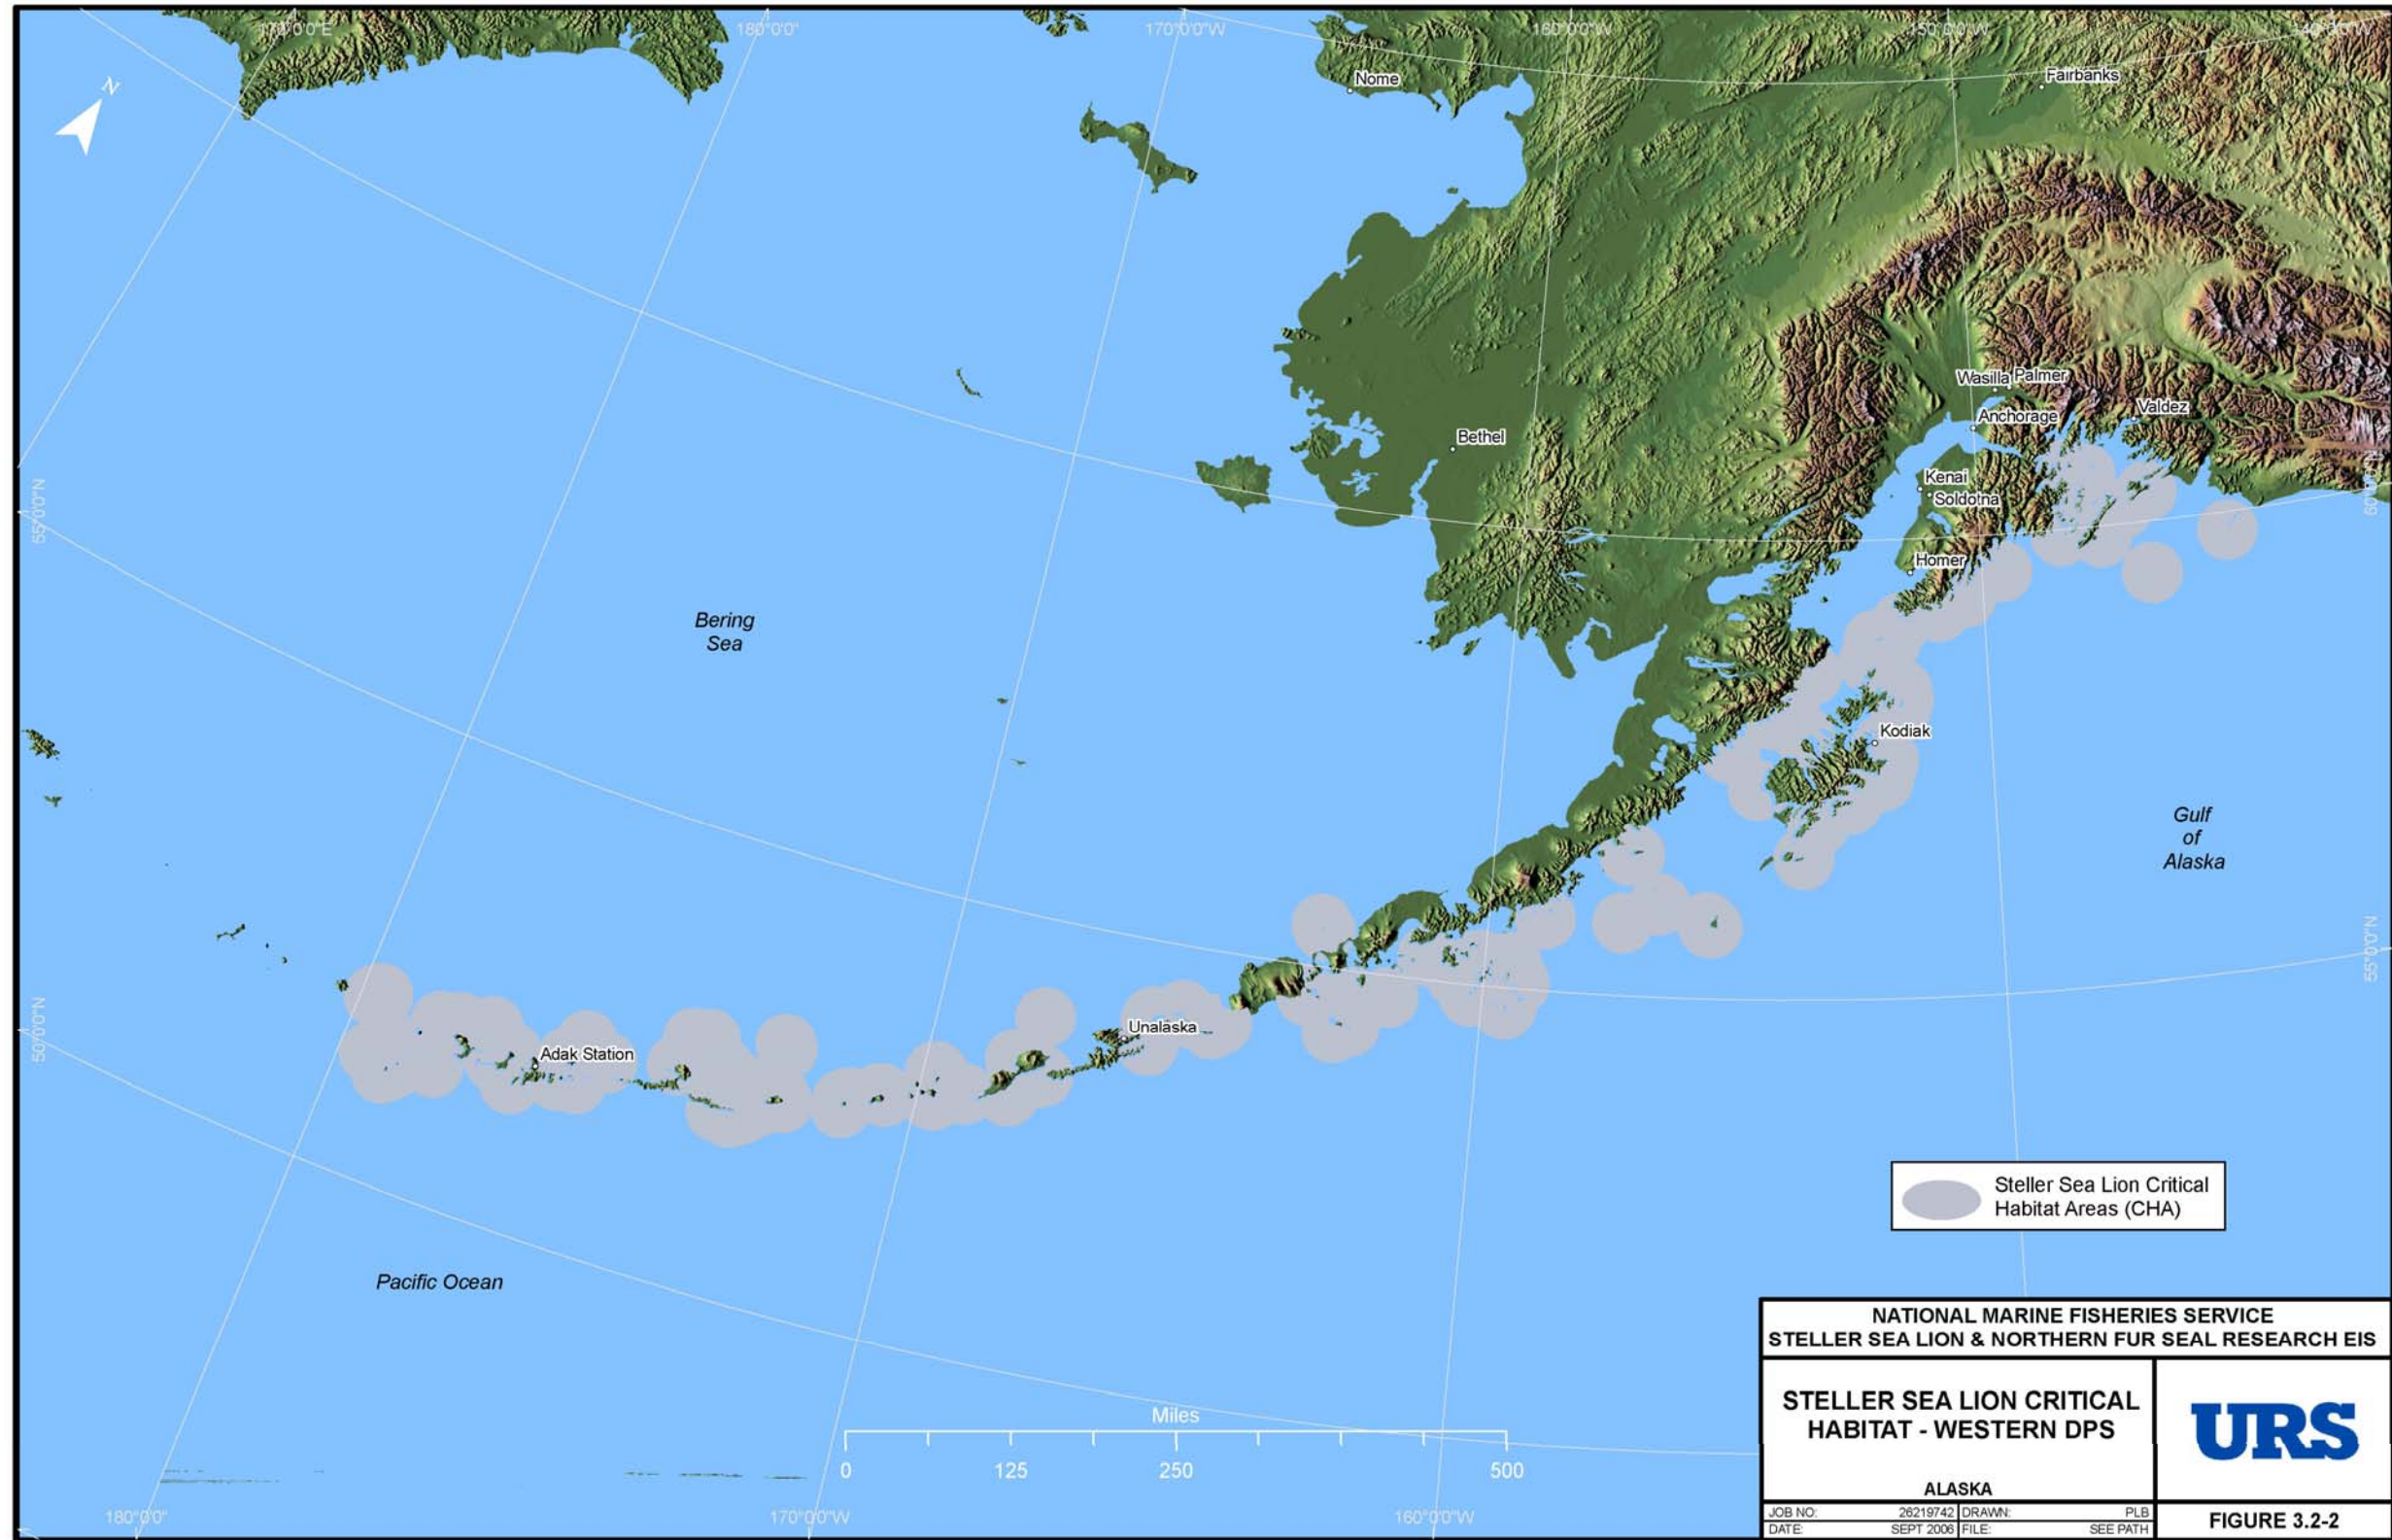 170°0'0"E
180°0'0"
170°0'0"W
160°0'0"W
150°0'0"W
140°0'0"W
N
Nome
Fairbanks
Wasilla
Palmer
Anchorage
Valdez
Bethel
Kenai
Soldotna
55°0'0"N
60°0'0"N
Homer
Bering
Sea
Kodiak
Gulf
of
Alaska
55°0'0"N
50°0'0"N
Unalaska
Adak Station
Steller Sea Lion Critical
Habitat Areas (CHA)
Pacific Ocean
Miles
0
125
250
500
180°0'0"
170°0'0"W
160°0'0"W
NATIONAL MARINE FISHERIES SERVICE
STELLER SEA LION & NORTHERN FUR SEAL RESEARCH EIS
STELLER SEA LION CRITICAL
HABITAT - WESTERN DPS
ALASKA
URS
JOB NO: 26219742 DRAWN: PLB
DATE: SEPT 2006 FILE: SEE PATH
FIGURE 3.2-2